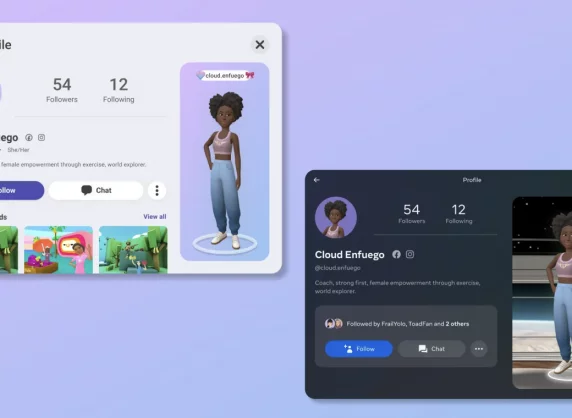 ile
54
12
Followers
Following
cloud.enfuego
uego
She/Her
female empowerment through exercise, world explorer.
ollow
Chat
ds
View all
Profile
54
12
Followers
Following
Cloud Enfuego
@cloud.enfuego
Coach, strong first, female empowerment through exercise,
world explorer.
Followed by FrailYolo, ToadFan and 2 others
Follow
Chat